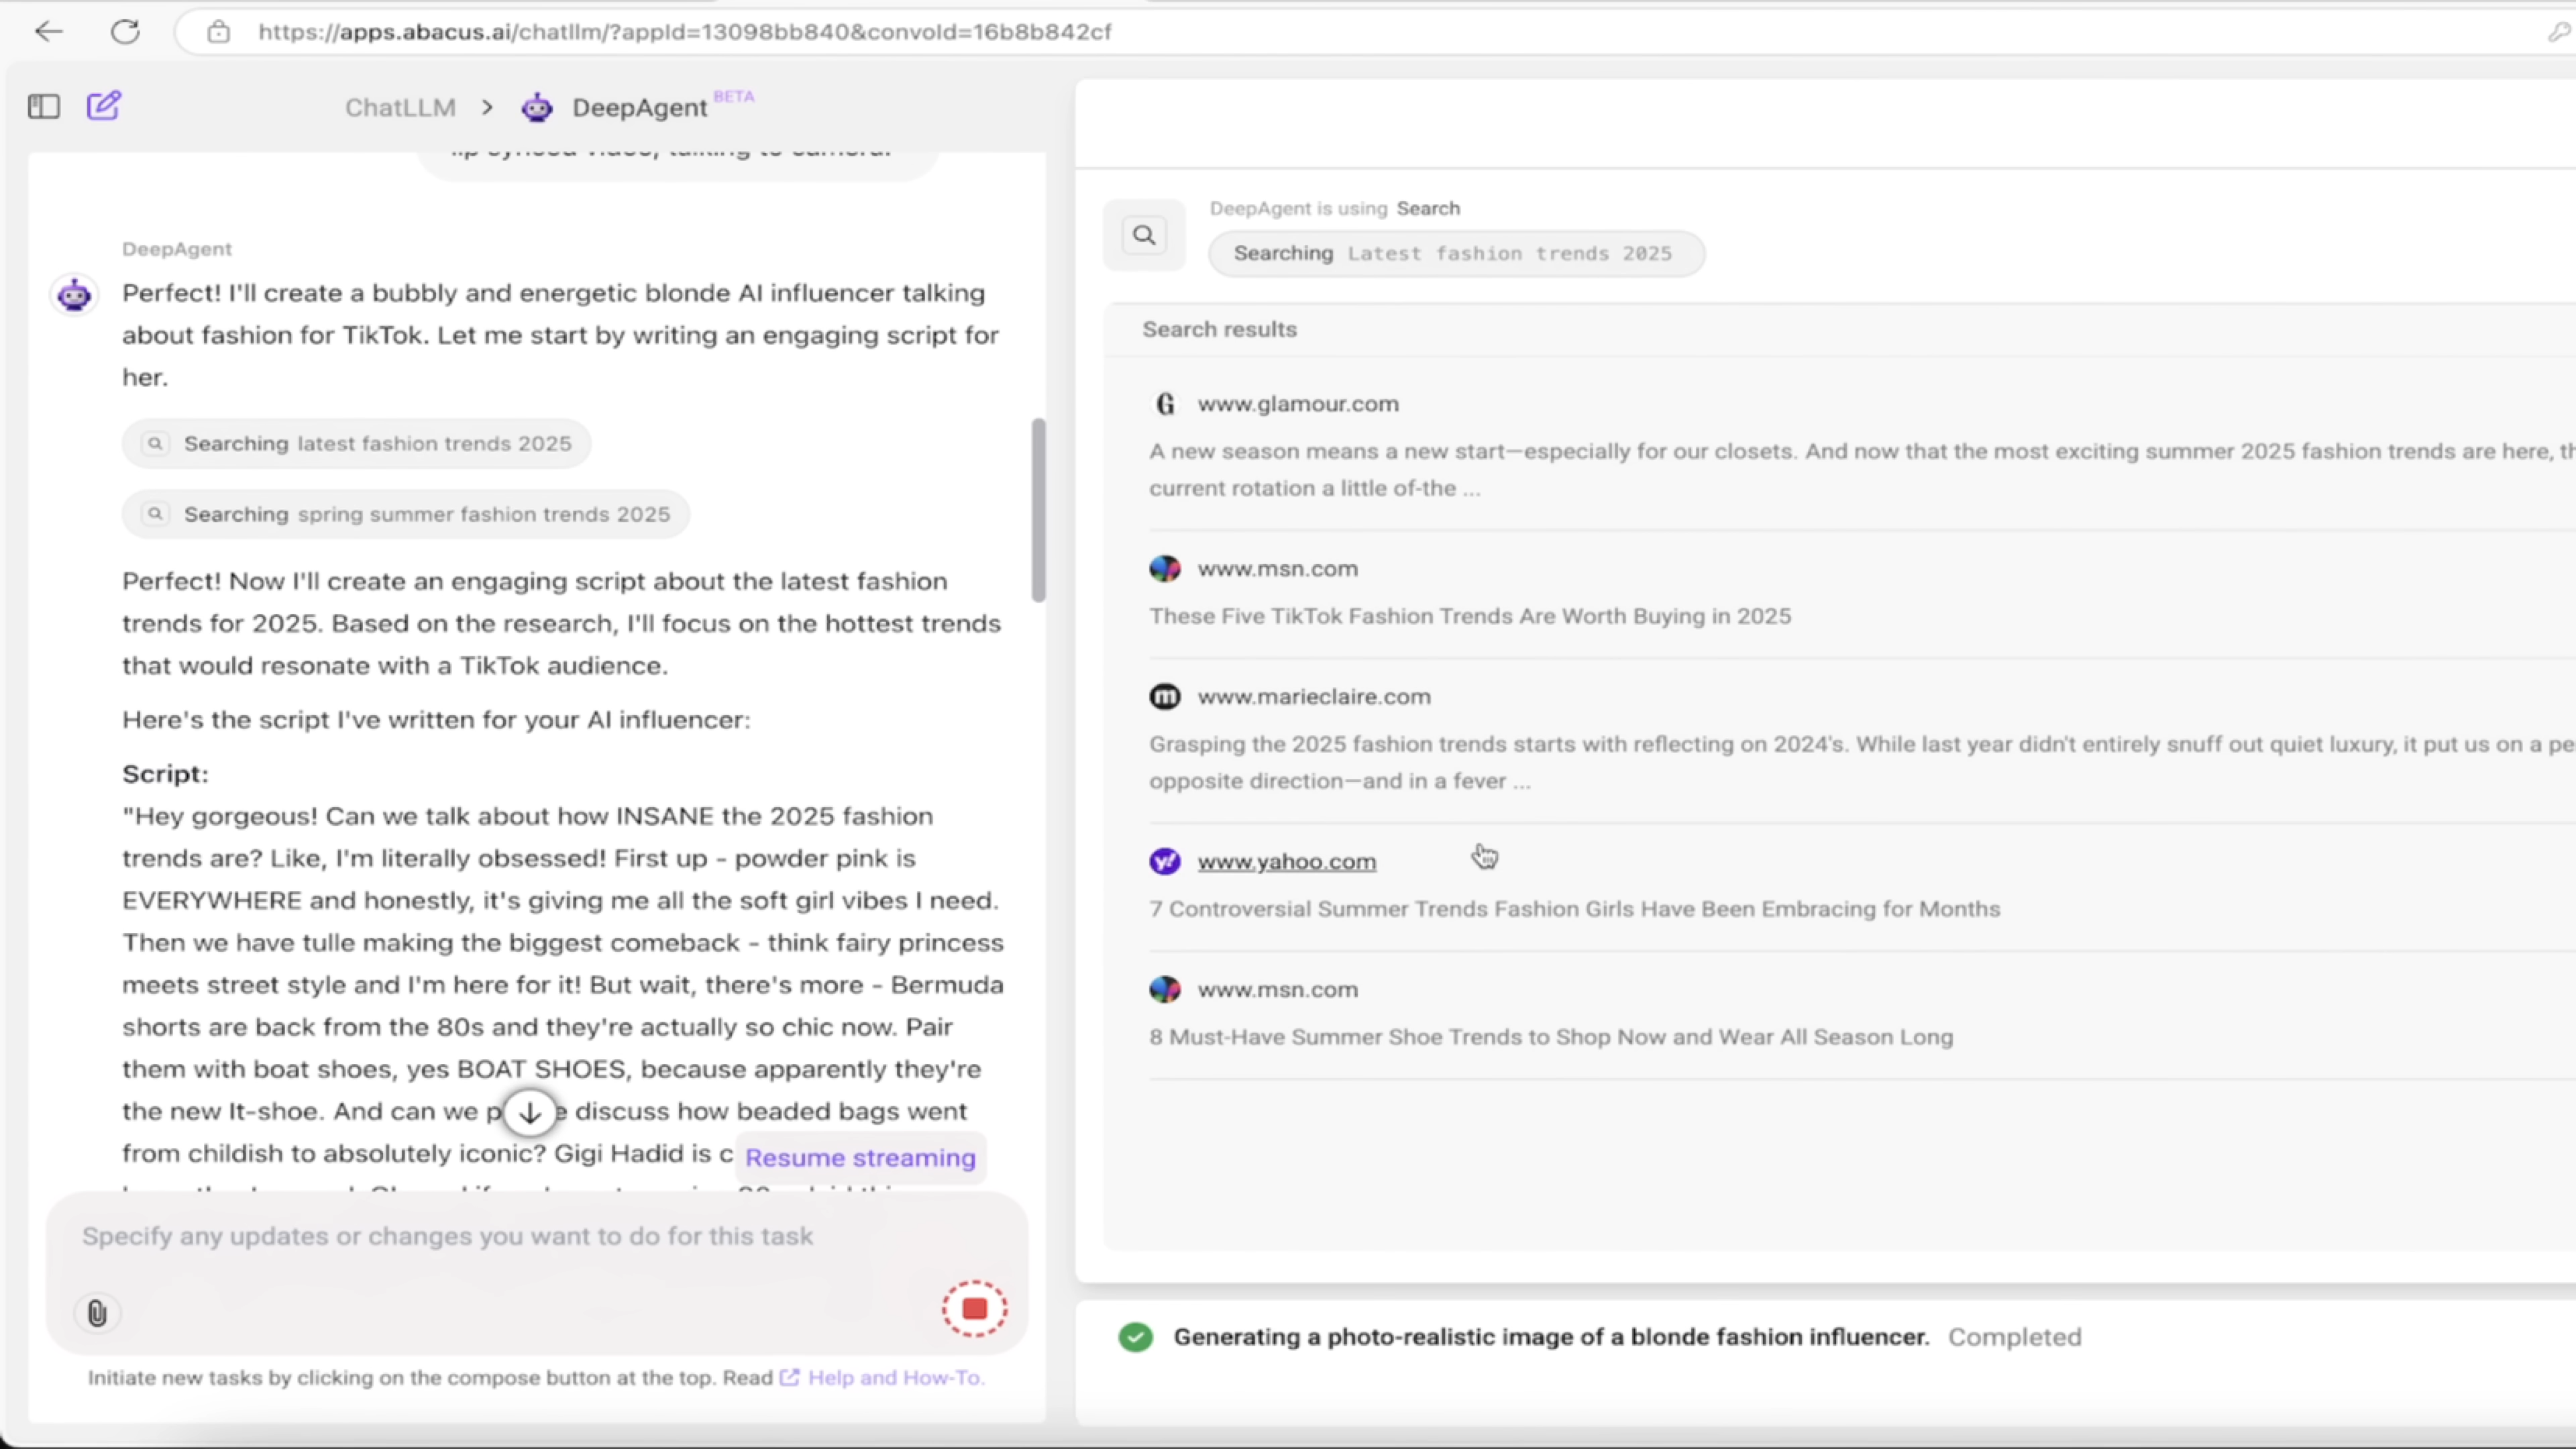 https://apps.abacus.ai/chatllm/?appId=13098bb840&convoId=16b8b842cf
ChatLLM > DeepAgent BETA
lip synced video, talking to camera.
DeepAgent
Perfect! I'll create a bubbly and energetic blonde AI influencer talking
about fashion for TikTok. Let me start by writing an engaging script for
her.
Searching latest fashion trends 2025
Searching spring summer fashion trends 2025
Perfect! Now I'll create an engaging script about the latest fashion
trends for 2025. Based on the research, I'll focus on the hottest trends
that would resonate with a TikTok audience.
Here's the script I've written for your AI influencer:
Script:
"Hey gorgeous! Can we talk about how INSANE the 2025 fashion
trends are? Like, I'm literally obsessed! First up - powder pink is
EVERYWHERE and honestly, it's giving me all the soft girl vibes I need.
Then we have tulle making the biggest comeback - think fairy princess
meets street style and I'm here for it! But wait, there's more - Bermuda
shorts are back from the 80s and they're actually so chic now. Pair
them with boat shoes, yes BOAT SHOES, because apparently they're
the new It-shoe. And can we p e discuss how beaded bags went
from childish to absolutely iconic? Gigi Hadid is c
Resume streaming
Specify any updates or changes you want to do for this task
Initiate new tasks by clicking on the compose button at the top. Read Help and How-To.
DeepAgent is using Search
Searching Latest fashion trends 2025
Search results
www.glamour.com
A new season means a new start—especially for our closets. And now that the most exciting summer 2025 fashion trends are here, th
current rotation a little of-the ...
www.msn.com
These Five TikTok Fashion Trends Are Worth Buying in 2025
www.marieclaire.com
Grasping the 2025 fashion trends starts with reflecting on 2024's. While last year didn't entirely snuff out quiet luxury, it put us on a pe
opposite direction—and in a fever ...
www.yahoo.com
7 Controversial Summer Trends Fashion Girls Have Been Embracing for Months
www.msn.com
8 Must-Have Summer Shoe Trends to Shop Now and Wear All Season Long
Generating a photo-realistic image of a blonde fashion influencer. Completed